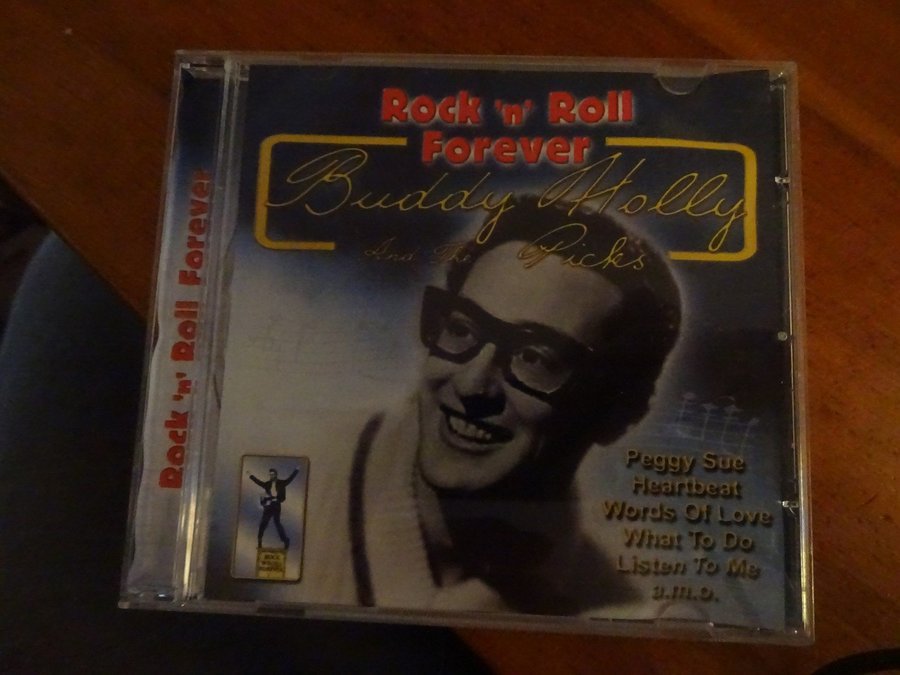 Rock 'n' Roll
Forever
Buddy Holly
And The Picks
Rock 'n' Roll Forever
Peggy Sue
Heartbeat
Words Of Love
What To Do
Listen To Me
a.m.o.